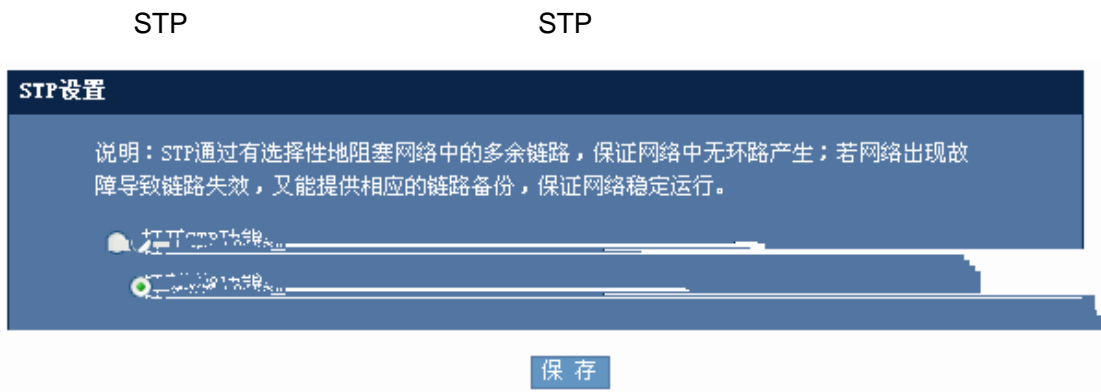 STP STP
STP设置
说明：STP通过有选择性地阻塞网络中的多余链路，保证网络中无环路产生；若网络出现故
障导致链路失效，又能提供相应的链路备份，保证网络稳定运行。
保 存